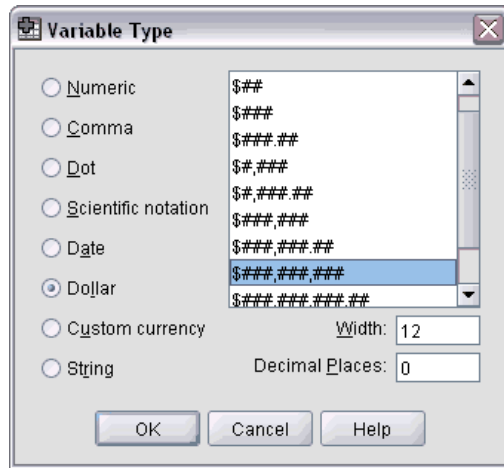 Variable Type
Numeric
Comma
Dot
Scientific notation
Date
Dollar
Custom currency
String
$##
$###
$###.##
$#,###
$#,###.##
$###,###
$###,###.##
$###,###,###
$###,###,###.##
Width: 12
Decimal Places: 0
OK Cancel Help